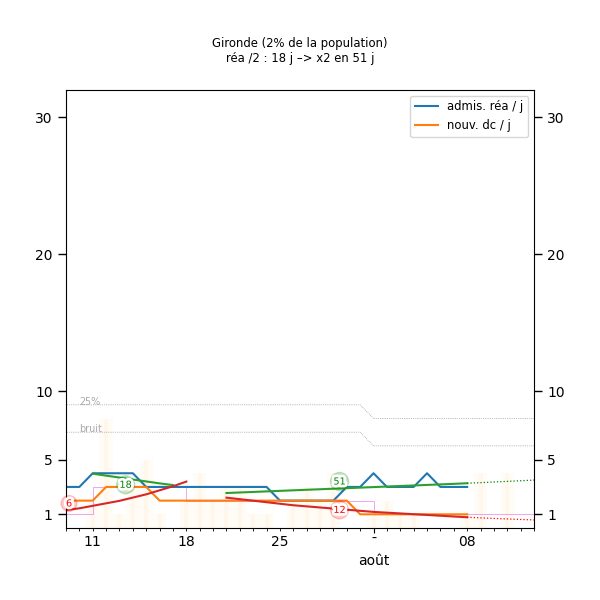 Gironde (2% de la population)
réa /2 : 18 j –> x2 en 51 j
admis. réa / j
nouv. dc / j
30 30
20 20
25%
10 10
bruit
5 5
18 51
6 12
1 1
11 18 25 - 08
août